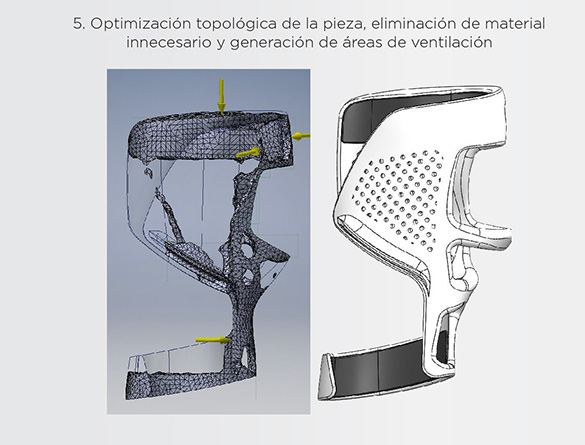 5. Optimización topológica de la pieza, eliminación de material
innecesario y generación de áreas de ventilación